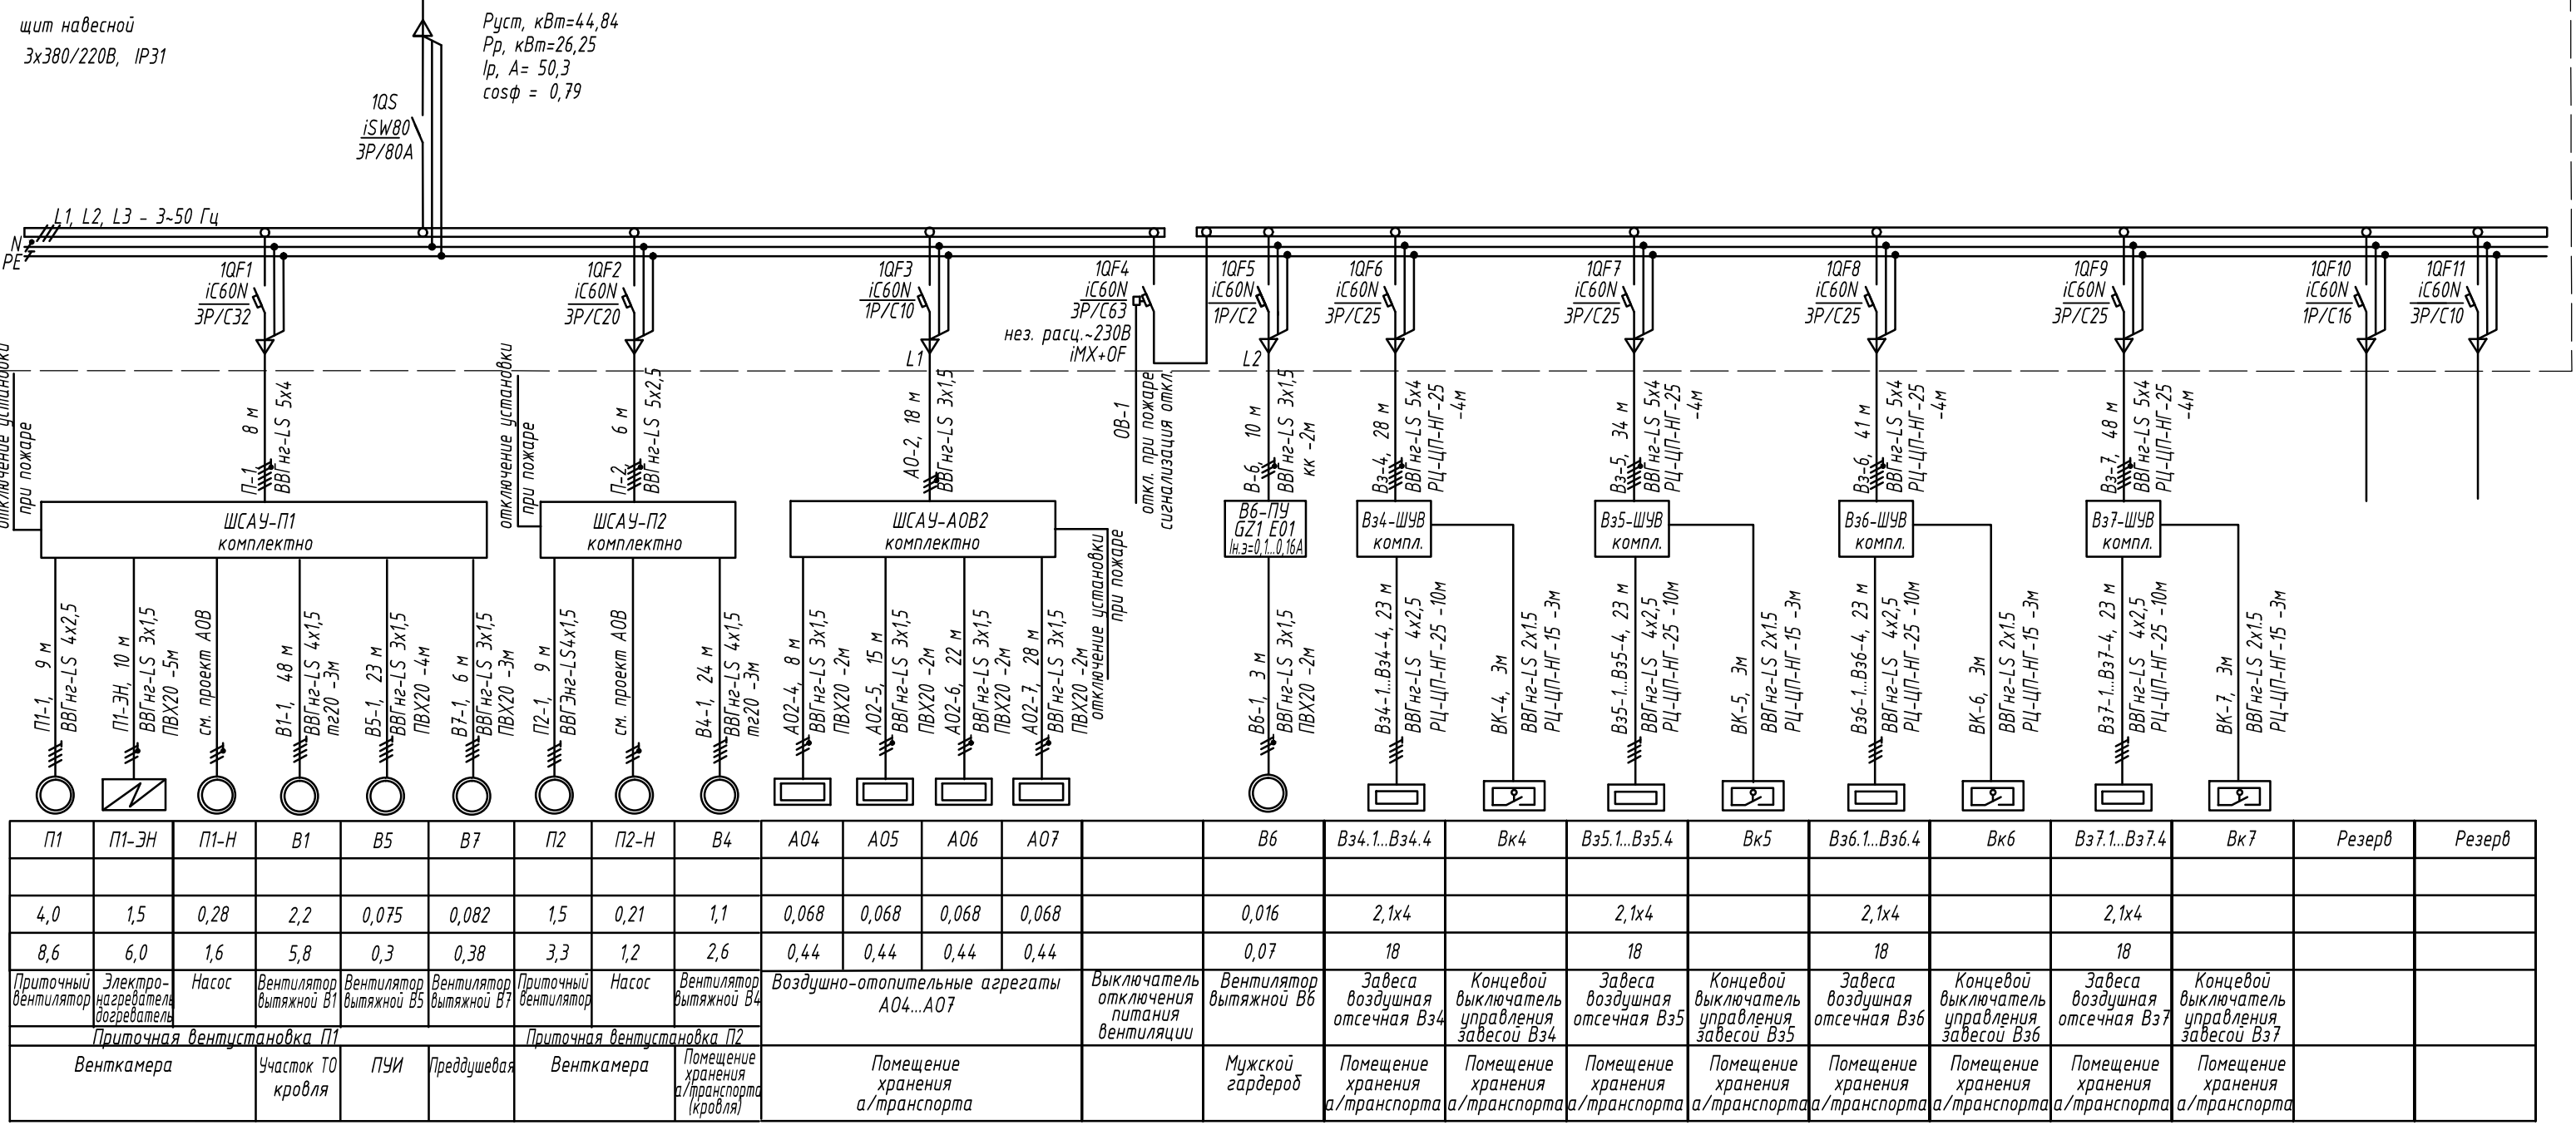 щит навесной
3х380/220В, IP31
Руст, кВт=44,84
Рр, кВт=26,25
Ip, А= 50,3
cosφ = 0,79
1QS
iSW80
3P/80A
L1, L2, L3 - 3~50 Гц
N
PE
1QF1
iC60N
3P/C32
1QF2
iC60N
3P/C20
1QF3
iC60N
1P/C10
L1
1QF4
iC60N
3P/C63
нез. расц.~230В
iMX+OF
1QF5
iC60N
1P/C2
L2
1QF6
iC60N
3P/C25
1QF7
iC60N
3P/C25
1QF8
iC60N
3P/C25
1QF9
iC60N
3P/C25
1QF10
iC60N
1P/C16
1QF11
iC60N
3P/C10
отключение установки
при пожаре
П-1, 8 м
ВВГнг-LS 5х4
отключение установки
при пожаре
П-2, 6 м
ВВГнг-LS 5х2,5
АО-2, 18 м
ВВГнг-LS 3х1,5
ОВ-1
откл. при пожаре
сигнализация откл.
В-6, 10 м
ВВГнг-LS 3х1,5
кк -2м
Вз-4, 28 м
ВВГнг-LS 5х4
РЦ-ЦП-НГ-25
-4м
Вз-5, 34 м
ВВГнг-LS 5х4
РЦ-ЦП-НГ-25
-4м
Вз-6, 41 м
ВВГнг-LS 5х4
РЦ-ЦП-НГ-25
-4м
Вз-7, 48 м
ВВГнг-LS 5х4
РЦ-ЦП-НГ-25
-4м
ШСАУ-П1
комплектно
ШСАУ-П2
комплектно
ШСАУ-АОВ2
комплектно
В6-ПУ
GZ1 E01
Iн.э=0,1...0,16А
Вз4-ШУВ
компл.
Вз5-ШУВ
компл.
Вз6-ШУВ
компл.
Вз7-ШУВ
компл.
П1-1, 9 м
ВВГнг-LS 4х2,5
П1-ЭН, 10 м
ВВГнг-LS 3х1,5
ПВХ20 -5м
см. проект АОВ
В1-1, 48 м
ВВГнг-LS 4х1,5
тг20 -3м
В5-1, 23 м
ВВГнг-LS 3х1,5
ПВХ20 -4м
В7-1, 6 м
ВВГнг-LS 3х1,5
ПВХ20 -3м
П2-1, 9 м
ВВГЭнг-LS4х1,5
см. проект АОВ
В4-1, 24 м
ВВГнг-LS 4х1,5
тг20 -3м
АО2-4, 8 м
ВВГнг-LS 3х1,5
ПВХ20 -2м
АО2-5, 15 м
ВВГнг-LS 3х1,5
ПВХ20 -2м
АО2-6, 22 м
ВВГнг-LS 3х1,5
ПВХ20 -2м
АО2-7, 28 м
ВВГнг-LS 3х1,5
ПВХ20 -2м
отключение установки
при пожаре
В6-1, 3 м
ВВГнг-LS 3х1,5
ПВХ20 -2м
Вз4-1...Вз4-4, 23 м
ВВГнг-LS 4х2,5
РЦ-ЦП-НГ-25 -10м
ВК-4, 3м
ВВГнг-LS 2х1.5
РЦ-ЦП-НГ-15 -3м
Вз5-1...Вз5-4, 23 м
ВВГнг-LS 4х2,5
РЦ-ЦП-НГ-25 -10м
ВК-5, 3м
ВВГнг-LS 2х1.5
РЦ-ЦП-НГ-15 -3м
Вз6-1...Вз6-4, 23 м
ВВГнг-LS 4х2,5
РЦ-ЦП-НГ-25 -10м
ВК-6, 3м
ВВГнг-LS 2х1.5
РЦ-ЦП-НГ-15 -3м
Вз7-1...Вз7-4, 23 м
ВВГнг-LS 4х2,5
РЦ-ЦП-НГ-25 -10м
ВК-7, 3м
ВВГнг-LS 2х1.5
РЦ-ЦП-НГ-15 -3м
П1 П1-ЭН П1-Н В1 В5 В7 П2 П2-Н В4 АО4 АО5 АО6 АО7 В6 Вз4.1...Вз4.4 Вк4 Вз5.1...Вз5.4 Вк5 Вз6.1...Вз6.4 Вк6 Вз7.1...Вз7.4 Вк7 Резерв Резерв
4,0 1,5 0,28 2,2 0,075 0,082 1,5 0,21 1,1 0,068 0,068 0,068 0,068 0,016 2,1х4 2,1х4 2,1х4 2,1х4
8,6 6,0 1,6 5,8 0,3 0,38 3,3 1,2 2,6 0,44 0,44 0,44 0,44 0,07 18 18 18 18
Приточный
вентилятор
Электро-
нагреватель
догреватель
Насос
Вентилятор
вытяжной В1
Вентилятор
вытяжной В5
Вентилятор
вытяжной В7
Приточный
вентилятор
Насос
Вентилятор
вытяжной В4
Воздушно-отопительные агрегаты
АО4...АО7
Выключатель
отключения
питания
вентиляции
Вентилятор
вытяжной В6
Завеса
воздушная
отсечная Вз4
Концевой
выключатель
управления
завесой Вз4
Завеса
воздушная
отсечная Вз5
Концевой
выключатель
управления
завесой Вз5
Завеса
воздушная
отсечная Вз6
Концевой
выключатель
управления
завесой Вз6
Завеса
воздушная
отсечная Вз7
Концевой
выключатель
управления
завесой Вз7
Приточная вентустановка П1
Приточная вентустановка П2
Венткамера
Участок ТО
кровля
ПУИ
Преддушевая
Венткамера
Помещение
хранения
а/транспорта
(кровля)
Помещение
хранения
а/транспорта
Мужской
гардероб
Помещение
хранения
а/транспорта
Помещение
хранения
а/транспорта
Помещение
хранения
а/транспорта
Помещение
хранения
а/транспорта
Помещение
хранения
а/транспорта
Помещение
хранения
а/транспорта
Помещение
хранения
а/транспорта
Помещение
хранения
а/транспорта